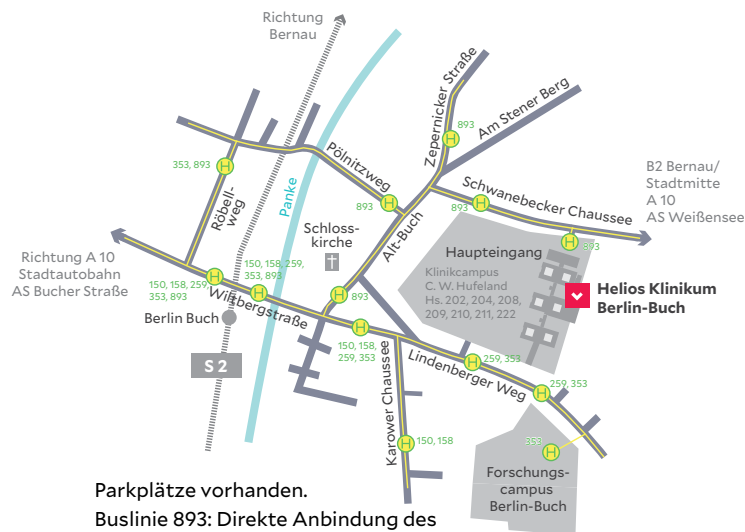 Richtung
Bernau
Zepernicker Straße
893
Am Stener Berg
353, 893
Pölnitzweg
893
Röbell-
weg
Panke
B2 Bernau/
Stadtmitte
A 10
AS Weißensee
Schwanebecker Chaussee
893
893
Schloss-
kirche
Alt-Buch
Haupteingang
Richtung A 10
Stadtautobahn
AS Bucher Straße
150, 158, 259,
353, 893
150, 158, 259,
353, 893
Klinikcampus
C. W. Hufeland
Hs. 202, 204, 208,
209, 210, 211, 222
Helios Klinikum
Berlin-Buch
893
Wiltbergstraße
Berlin Buch
S 2
150, 158,
259, 353
Lindenberger Weg
259, 353
259, 353
Karower Chaussee
150, 158
353
Forschungs-
campus
Berlin-Buch
H
H
H
H
H
H
H
H
H
H
H
H
H
Parkplätze vorhanden.
Buslinie 893: Direkte Anbindung des